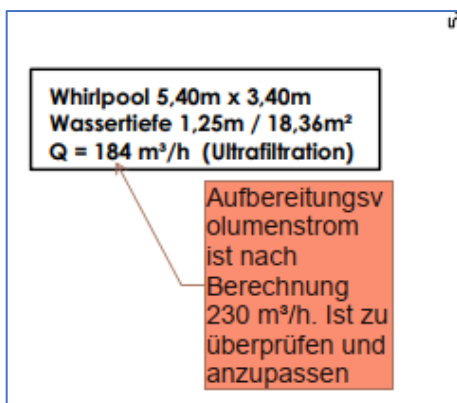 Whirlpool 5,40m x 3,40m
Wassertiefe 1,25m / 18,36m²
Q = 184 m³/h (Ultrafiltration)
Aufbereitungsv
olumenstrom
ist nach
Berechnung
230 m³/h. Ist zu
überprüfen und
anzupassen